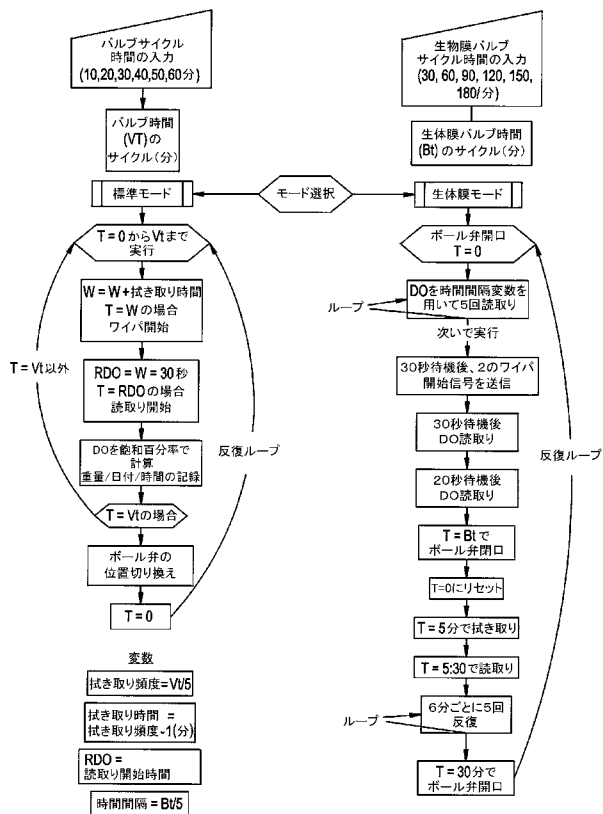 バルブサイクル
時間の入力
(10,20,30,40,50,60分)
バルブ時間
(VT)の
サイクル(分)
標準モード
モード選択
T=0からVtまで
実行
W=W+拭き取り時間
T=Wの場合
ワイパ開始
T=Vt以外
RDO=W=30秒
T=RDOの場合
読取り開始
反復ループ
DOを飽和百分率で
計算
重量/日付/時間の記録
T=Vtの場合
ボール弁の
位置切り換え
T=0
変数
拭き取り頻度=Vt/5
拭き取り時間 =
拭き取り頻度-1(分)
RDO=
読取り開始時間
時間間隔=Bt/5
生物膜バルブ
サイクル時間の入力
(30, 60, 90, 120, 150,
180/分)
生体膜バルブ時間
(Bt)のサイクル(分)
生体膜モード
ボール弁開口
T=0
DOを時間間隔変数を
用いて5回読取り
ループ
次いで実行
30秒待機後、2のワイパ
開始信号を送信
30秒待機後
DO読取り
反復ループ
20秒待機後
DO読取り
T=Btで
ボール弁閉口
T=0にリセット
T=5分で拭き取り
T=5:30で読取り
6分ごとに5回
反復
ループ
T=30分で
ボール弁開口